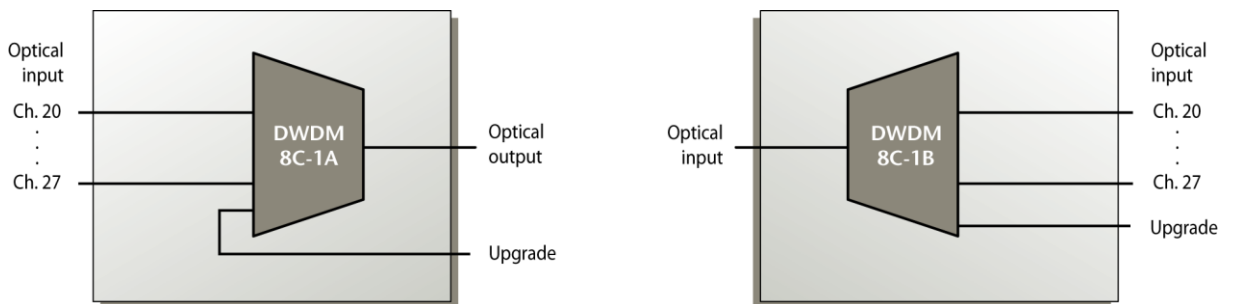 Optical
input
Ch. 20
.
.
.
Ch. 27
DWDM
8C-1A
Optical
output
Upgrade
Optical
input
DWDM
8C-1B
Optical
input
Ch. 20
.
.
.
Ch. 27
Upgrade